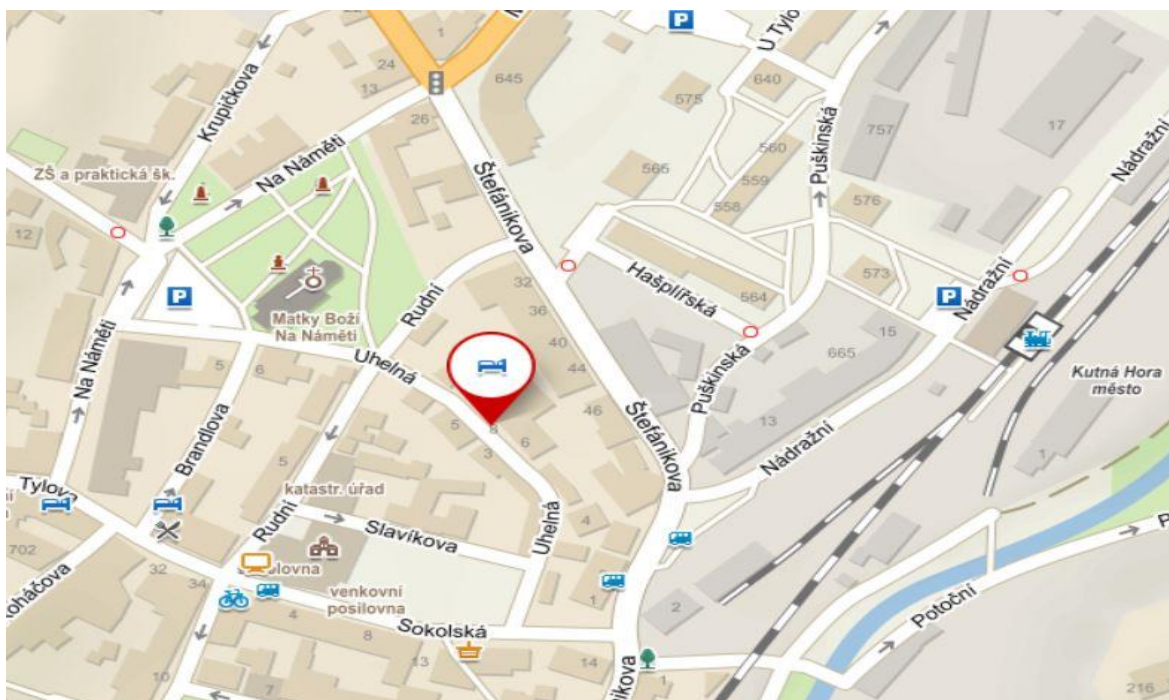 24
13
1
645
26
Krupičkova
Na Náměti
ZŠ a praktická šk.
12
P
U Tylo
640
575
565
560
559
558
757
576
573
17
Puškinská
Nádražní
Štefánikova
Hašplířská
564
P
Nádražní
15
665
13
Puškinská
Nádražní
Kutná Hora
město
1
P
Matky Boží
Na Náměti
Rudní
32
36
40
44
46
Uhelná
5
8
3
6
Na Náměti
5
6
Brandlova
Tylova
702
32
34
5
Rudní
katastr. úřad
Slavíkova
Uhelná
4
venkovní
posilovna
Štefánikova
1
2
4
8
Sokolská
13
14
1
10
7
Potoční
216